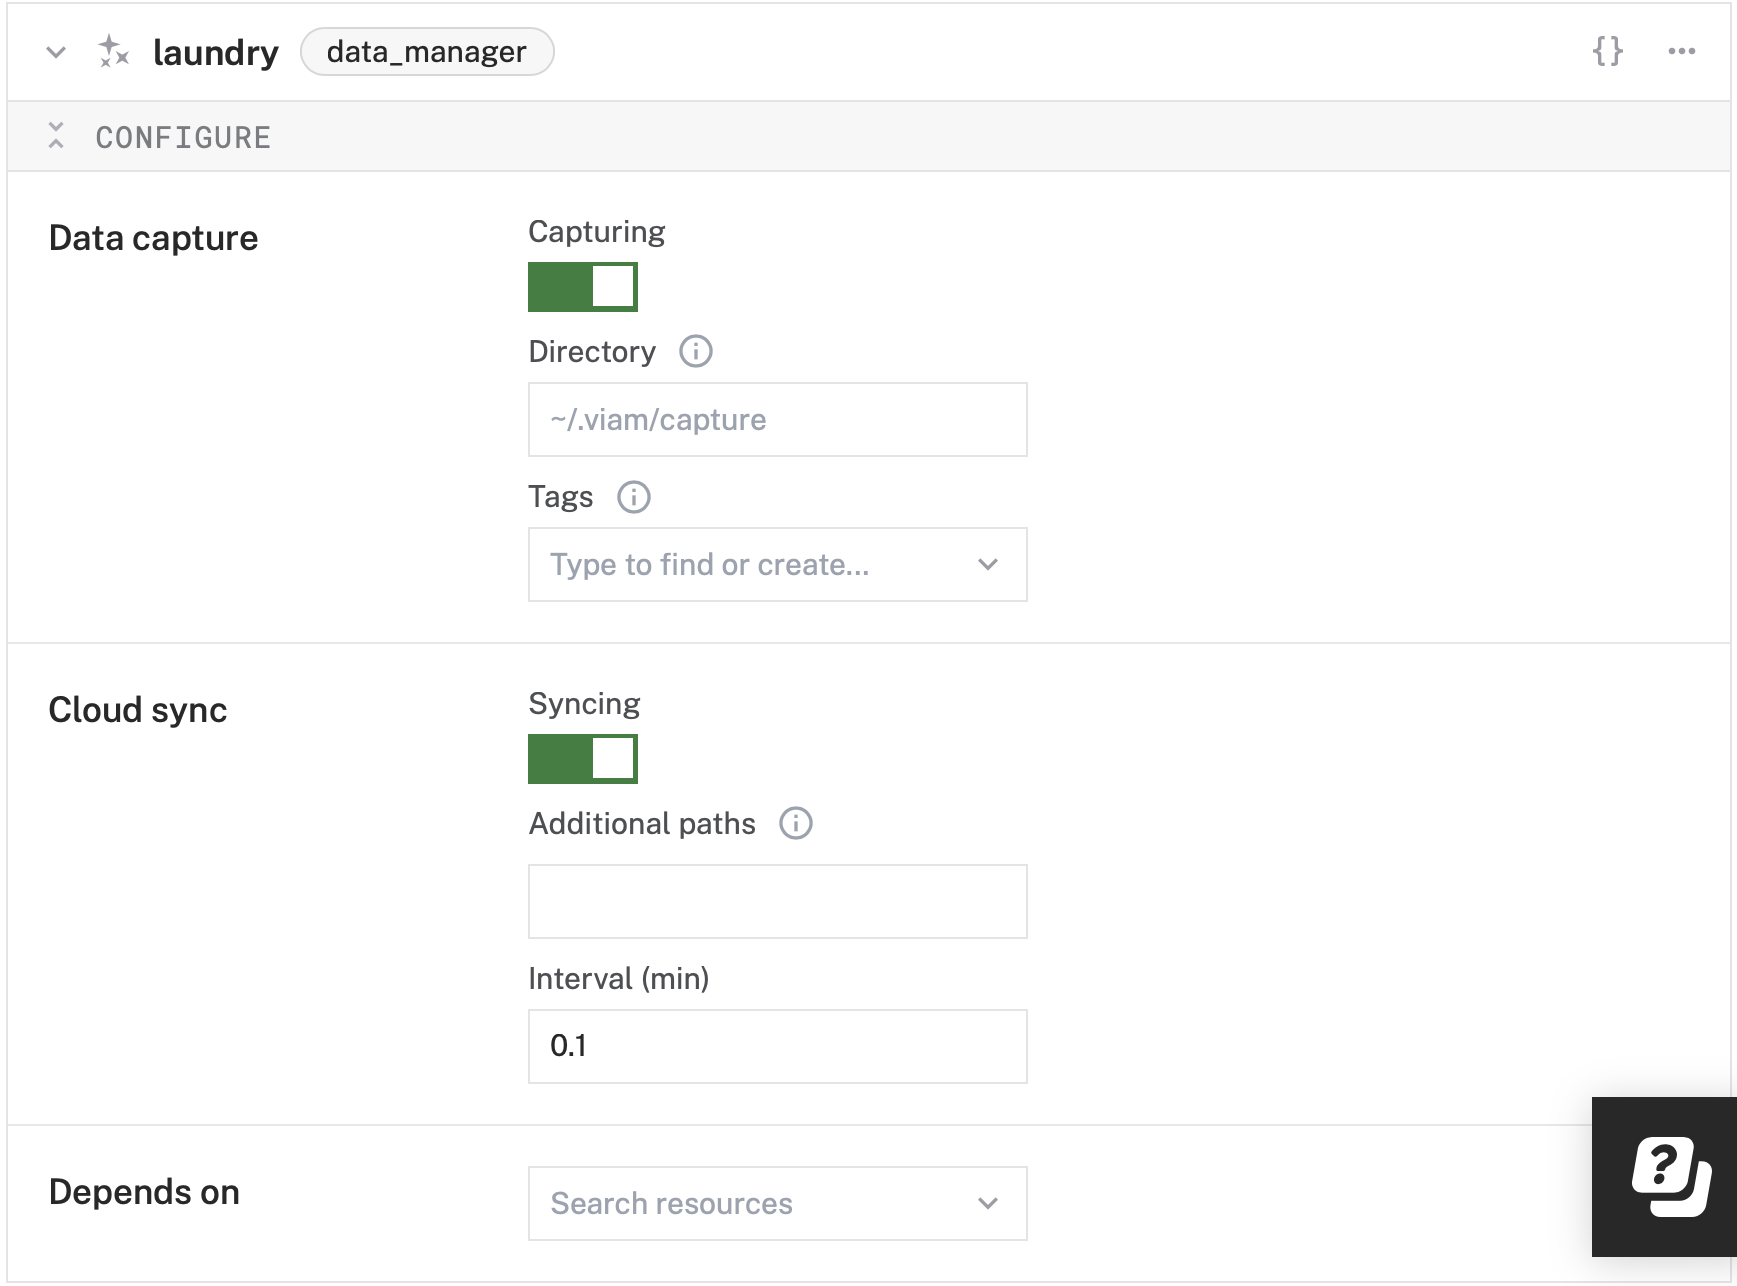 laundry data_manager {} ...
CONFIGURE
Data capture
Capturing
Directory
~/.viam/capture
Tags
Type to find or create...
Cloud sync
Syncing
Additional paths
Interval (min)
0.1
Depends on
Search resources
?